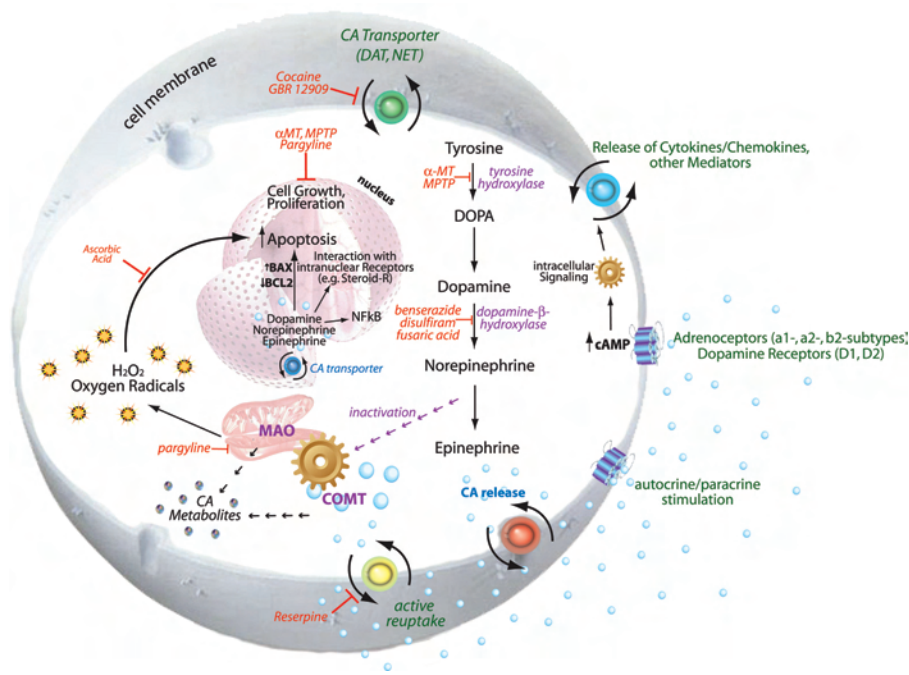 CA Transporter
(DAT, NET)
cell membrane
Cocaine
GBR 12909
αMT, MPTP
Pargyline
Cell Growth,
Proliferation
nucleus
Apoptosis
↑BAX
↓BCL2
Interaction with
intranuclear Receptors
(e.g. Steroid-R)
NFkB
Dopamine
Norepinephrine
Epinephrine
CA transporter
Ascorbic
Acid
H₂O₂
Oxygen Radicals
MAO
pargyline
COMT
CA
Metabolites
inactivation
Tyrosine
α-MT
MPTP
tyrosine
hydroxylase
DOPA
Dopamine
benserazide
disulfiram
fusaric acid
dopamine-β-
hydroxylase
Norepinephrine
Epinephrine
CA release
Release of Cytokines/Chemokines,
other Mediators
intracellular
Signaling
↑cAMP
Adrenoceptors (a1-, a2-, b2-subtypes)
Dopamine Receptors (D1, D2)
autocrine/paracrine
stimulation
Reserpine
active
reuptake